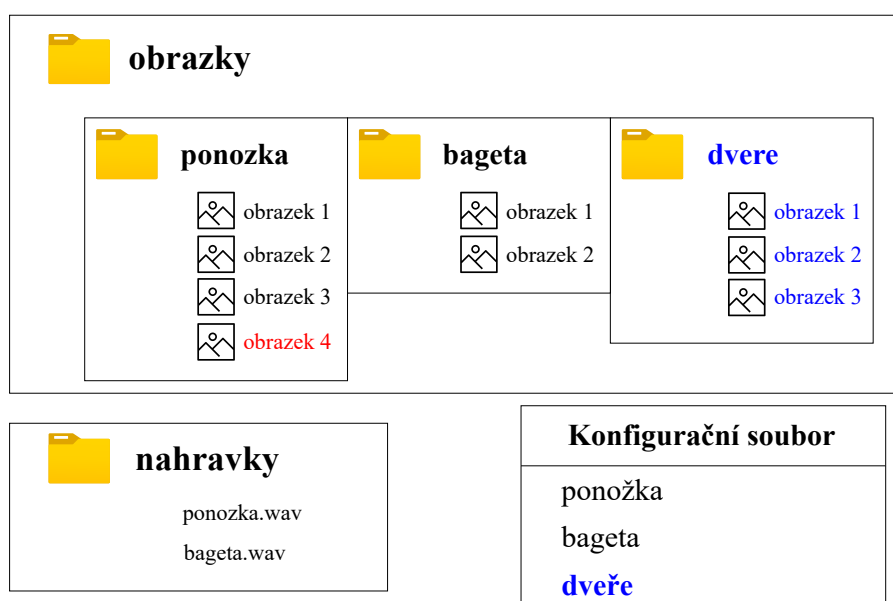 obrazky
ponozka
obrazek 1
obrazek 2
obrazek 3
obrazek 4
bageta
obrazek 1
obrazek 2
dvere
obrazek 1
obrazek 2
obrazek 3
nahravky
ponozka.wav
bageta.wav
Konfigurační soubor
ponožka
bageta
dveře